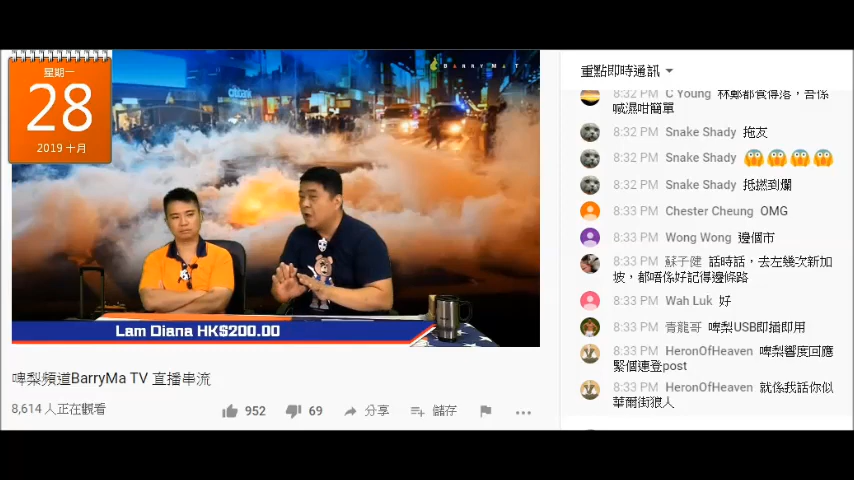 星期一
28
2019 十月
citibank
BARRYMA TV
Lam Diana HK$200.00
啤梨頻道BarryMa TV 直播串流
8,614 人正在觀看
952
69
分享
儲存
重點即時通訊
8:32 PM C Young 林鄭都食得落，吾係
喊濕咁簡單
8:32 PM Snake Shady 拖友
8:32 PM Snake Shady 😱😱😱😱
8:32 PM Snake Shady 抵撚到爛
8:33 PM Chester Cheung OMG
8:33 PM Wong Wong 邊個市
8:33 PM 蘇子健 話時話，去左幾次新加
坡，都唔係好記得邊條路
8:33 PM Wah Luk 好
8:33 PM 青龍哥 啤梨USB即插即用
8:33 PM HeronOfHeaven 啤梨響度回應
緊個連登post
8:33 PM HeronOfHeaven 就係我話你似
華爾街狼人